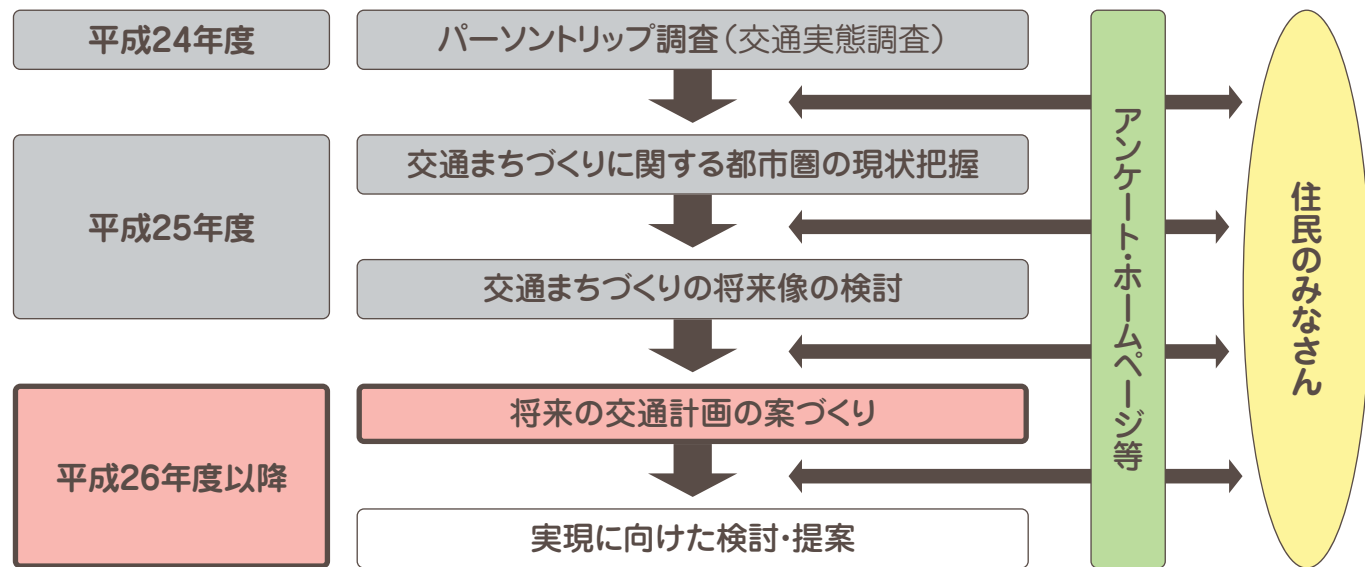 平成24年度
パーソントリップ調査(交通実態調査)
平成25年度
交通まちづくりに関する都市圏の現状把握
交通まちづくりの将来像の検討
平成26年度以降
将来の交通計画の案づくり
実現に向けた検討・提案
アンケート・ホームページ等
住民のみなさん